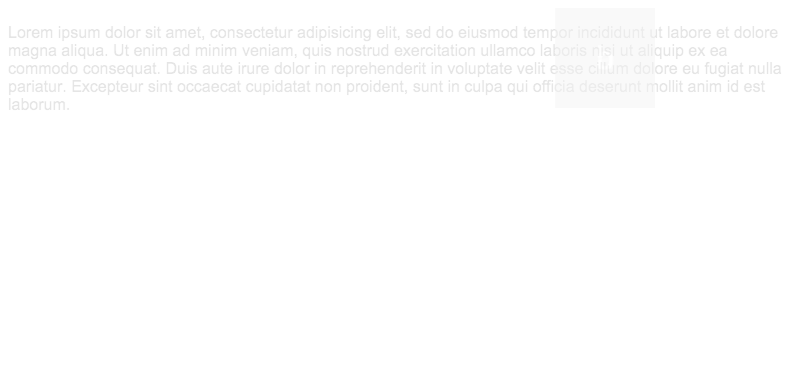 Lorem ipsum dolor sit amet, consectetur adipisicing elit, sed do eiusmod tempor incididunt ut labore et dolore
magna aliqua. Ut enim ad minim veniam, quis nostrud exercitation ullamco laboris nisi ut aliquip ex ea
commodo consequat. Duis aute irure dolor in reprehenderit in voluptate velit esse cillum dolore eu fugiat nulla
pariatur. Excepteur sint occaecat cupidatat non proident, sunt in culpa qui officia deserunt mollit anim id est
laborum.